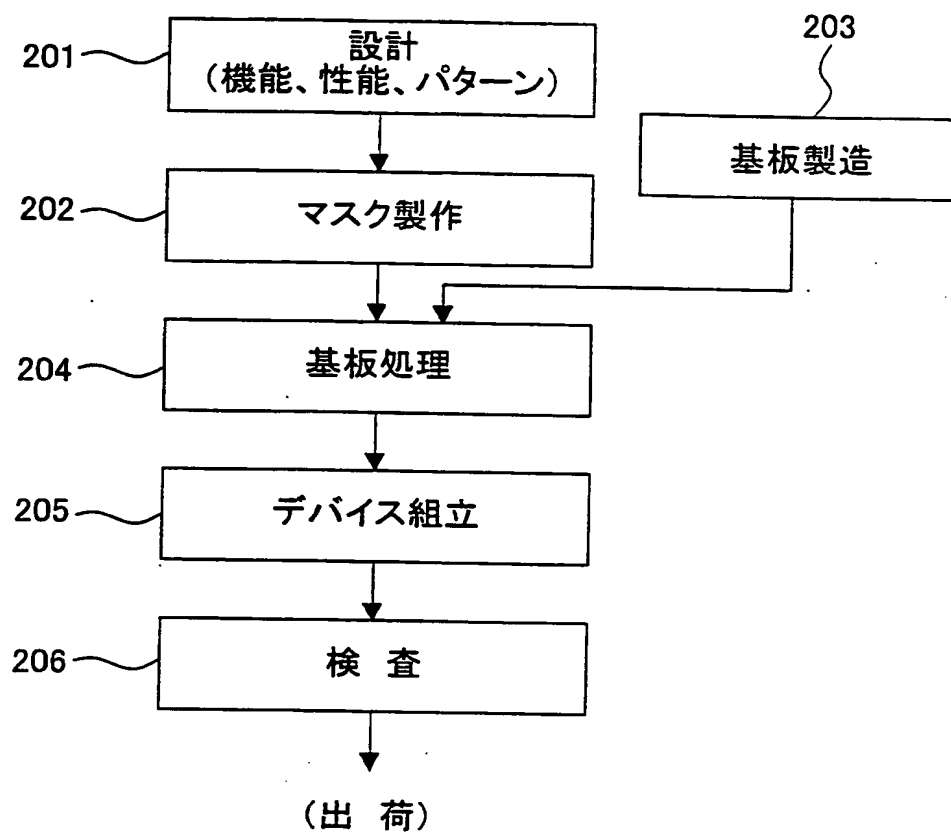 201
設計
(機能、性能、パターン)
203
基板製造
202
マスク製作
204
基板処理
205
デバイス組立
206
検 査
(出 荷)